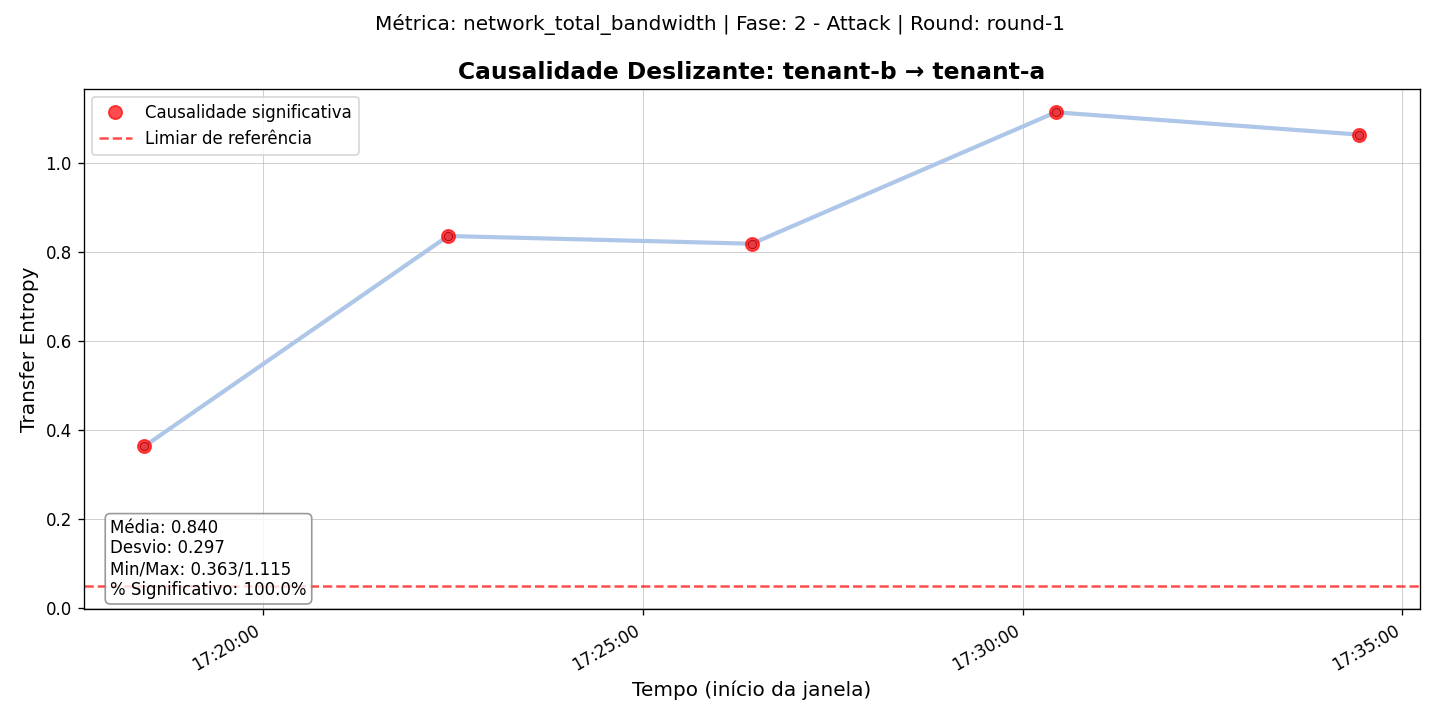 Métrica: network_total_bandwidth | Fase: 2 - Attack | Round: round-1
Causalidade Deslizante: tenant-b → tenant-a
Causalidade significativa
Limiar de referência
Transfer Entropy
1.0
0.8
0.6
0.4
0.2
0.0
Média: 0.840
Desvio: 0.297
Min/Max: 0.363/1.115
% Significativo: 100.0%
17:20:00
17:25:00
17:30:00
17:35:00
Tempo (início da janela)